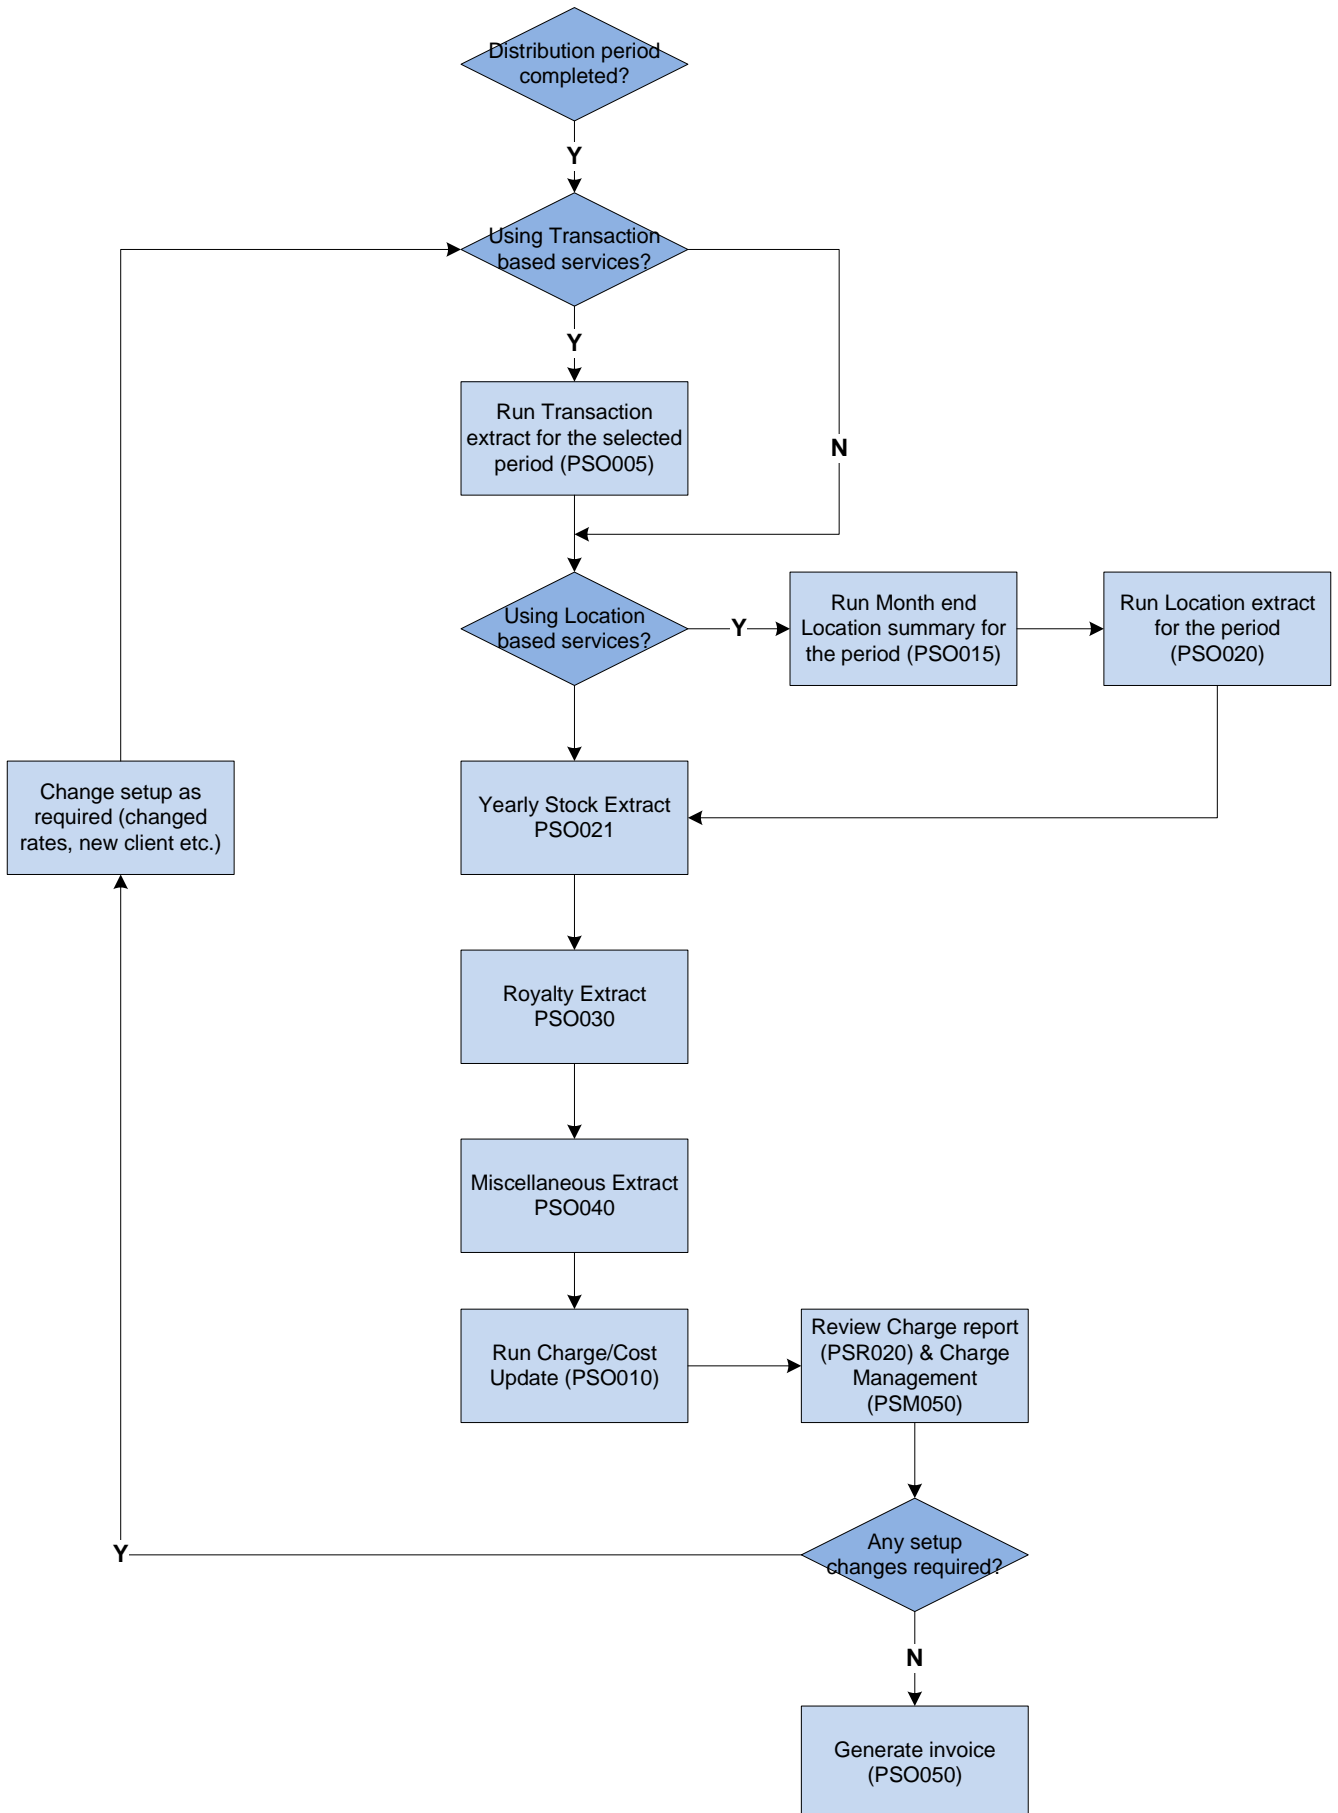 Distribution period
completed?
Y
Using Transaction
based services?
Y
Run Transaction
extract for the selected
period (PSO005)
N
Using Location
based services?
Y
Run Month end
Location summary for
the period (PSO015)
Run Location extract
for the period
(PSO020)
Change setup as
required (changed
rates, new client etc.)
Yearly Stock Extract
PSO021
Royalty Extract
PSO030
Miscellaneous Extract
PSO040
Run Charge/Cost
Update (PSO010)
Review Charge report
(PSR020) & Charge
Management
(PSM050)
Any setup
changes required?
Y
N
Generate invoice
(PSO050)